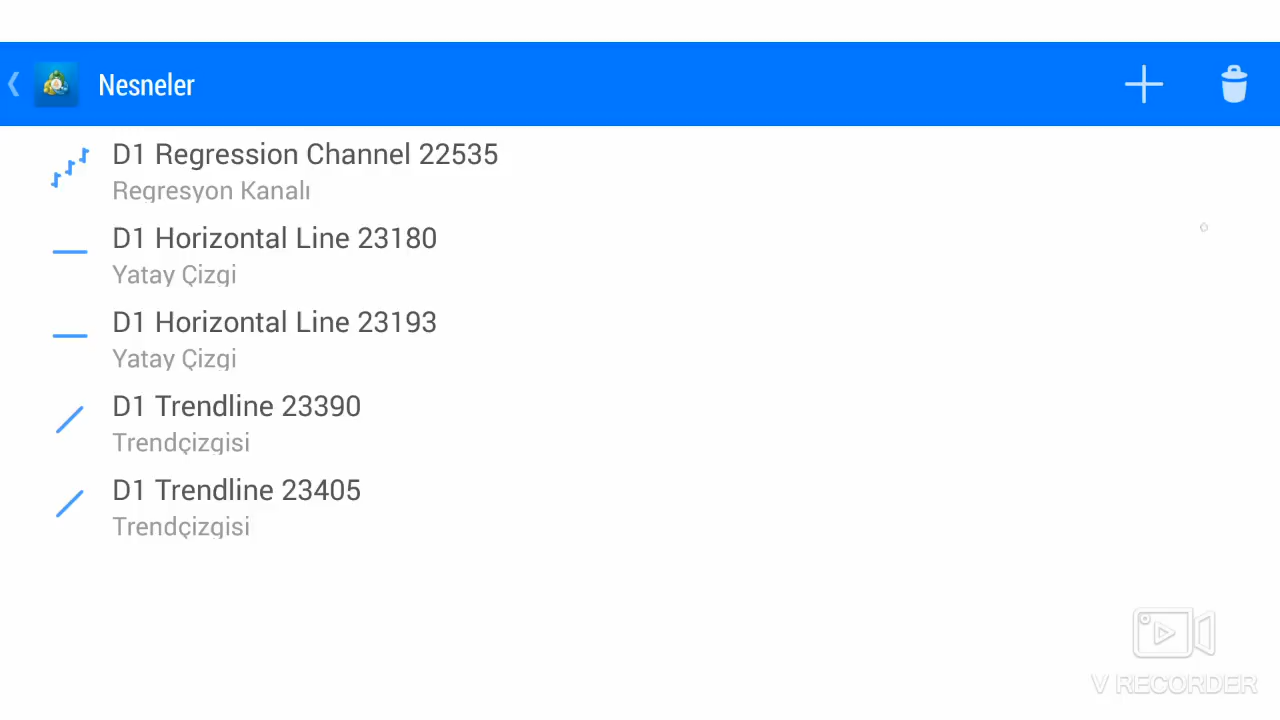 Nesneler
D1 Regression Channel 22535
Regresyon Kanalı
D1 Horizontal Line 23180
Yatay Çizgi
D1 Horizontal Line 23193
Yatay Çizgi
D1 Trendline 23390
Trendçizgisi
D1 Trendline 23405
Trendçizgisi
V RECORDER